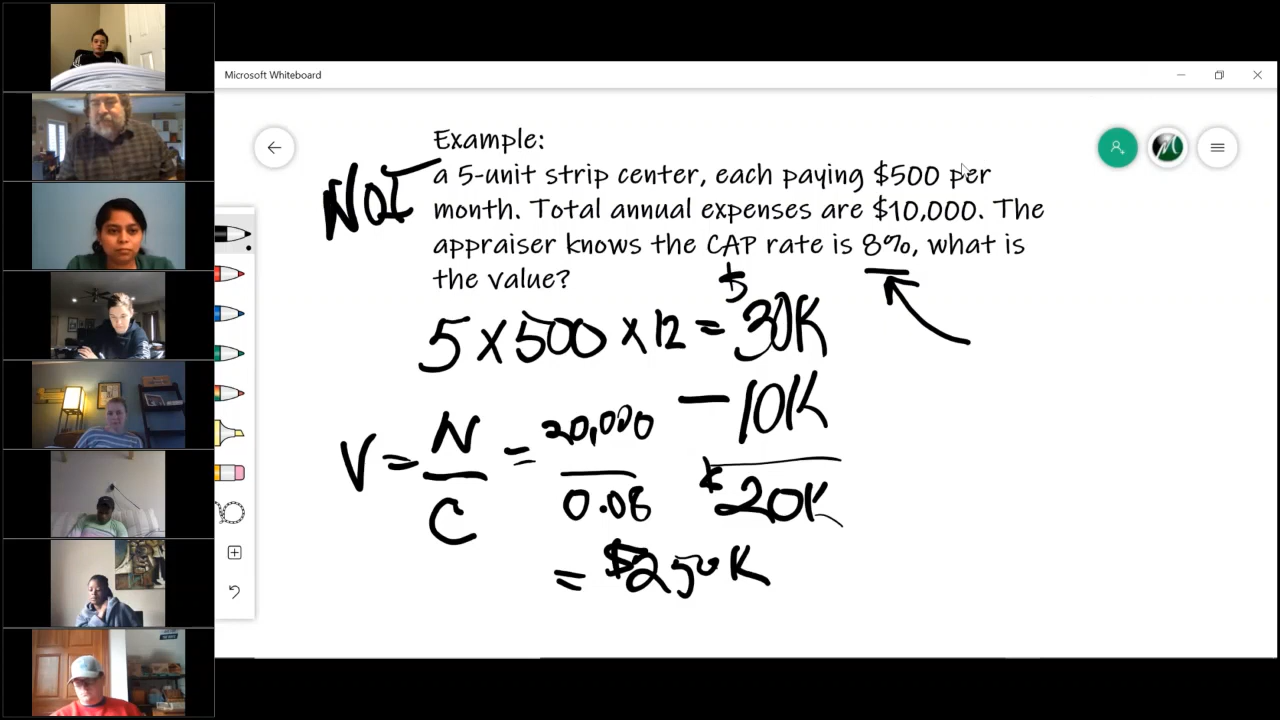 Microsoft Whiteboard
Example:
NOI
a 5-unit strip center, each paying $500 per
month. Total annual expenses are $10,000. The
appraiser knows the CAP rate is 8%, what is
the value?
5 x 500 x 12 = $30K
- 10K
$20K
V = N/C = 20,000/0.08
= $250K